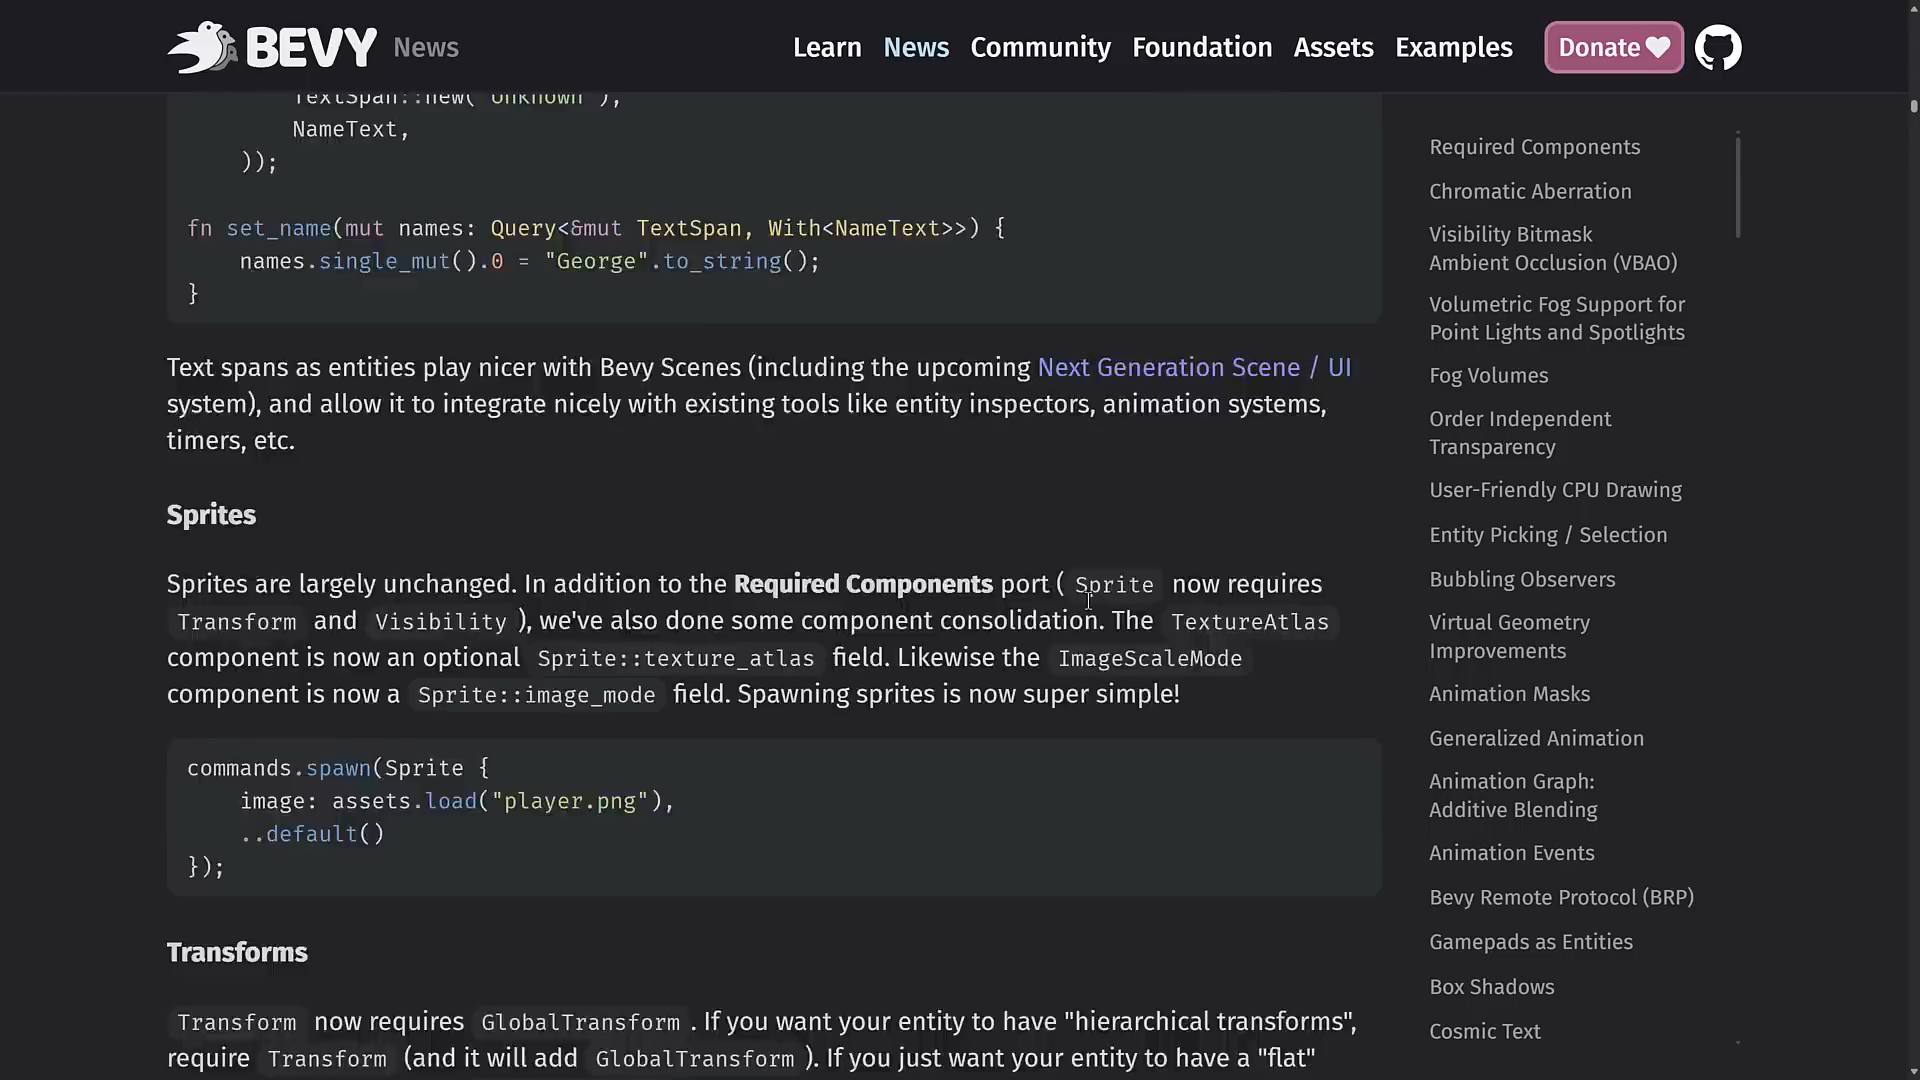 BEVY News
Learn News Community Foundation Assets Examples Donate
TextSpan::new("Unknown"),
NameText,
));
fn set_name(mut names: Query<&mut TextSpan, With<NameText>>) {
names.single_mut().0 = "George".to_string();
}
Text spans as entities play nicer with Bevy Scenes (including the upcoming Next Generation Scene / UI
system), and allow it to integrate nicely with existing tools like entity inspectors, animation systems,
timers, etc.
Sprites
Sprites are largely unchanged. In addition to the Required Components port ( Sprite now requires
Transform and Visibility ), we've also done some component consolidation. The TextureAtlas
component is now an optional Sprite::texture_atlas field. Likewise the ImageScaleMode
component is now a Sprite::image_mode field. Spawning sprites is now super simple!
commands.spawn(Sprite {
image: assets.load("player.png"),
..default()
});
Transforms
Transform now requires GlobalTransform . If you want your entity to have "hierarchical transforms",
require Transform (and it will add GlobalTransform ). If you just want your entity to have a "flat"
Required Components
Chromatic Aberration
Visibility Bitmask
Ambient Occlusion (VBAO)
Volumetric Fog Support for
Point Lights and Spotlights
Fog Volumes
Order Independent
Transparency
User-Friendly CPU Drawing
Entity Picking / Selection
Bubbling Observers
Virtual Geometry
Improvements
Animation Masks
Generalized Animation
Animation Graph:
Additive Blending
Animation Events
Bevy Remote Protocol (BRP)
Gamepads as Entities
Box Shadows
Cosmic Text